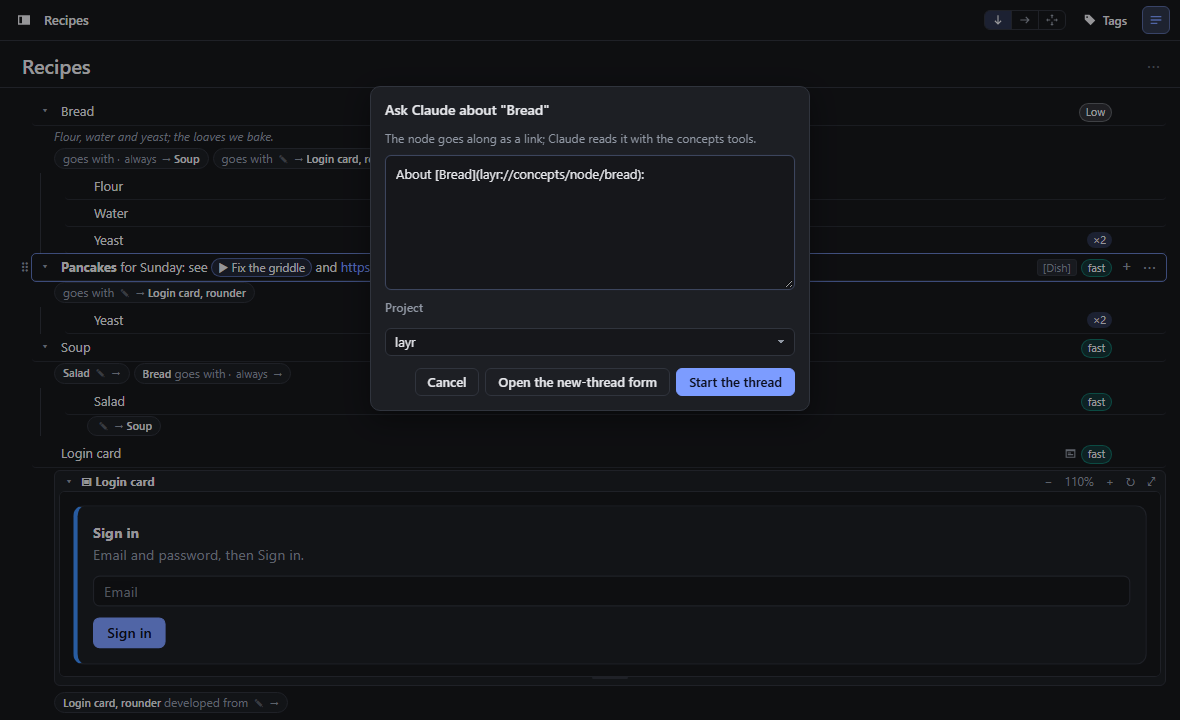 Recipes
Tags
Recipes
Bread
Low
Flour, water and yeast; the loaves we bake.
goes with · always → Soup
goes with → Login card, r
Flour
Water
Yeast
×2
Pancakes for Sunday: see Fix the griddle and https
[Dish]
fast
goes with → Login card, rounder
Yeast
×2
Soup
fast
Salad →
Bread goes with · always →
Salad
fast
→ Soup
Login card
fast
Login card
− 110% +
Sign in
Email and password, then Sign in.
Email
Sign in
Login card, rounder developed from →
Ask Claude about "Bread"
The node goes along as a link; Claude reads it with the concepts tools.
About [Bread](layr://concepts/node/bread):
Project
layr
Cancel
Open the new-thread form
Start the thread